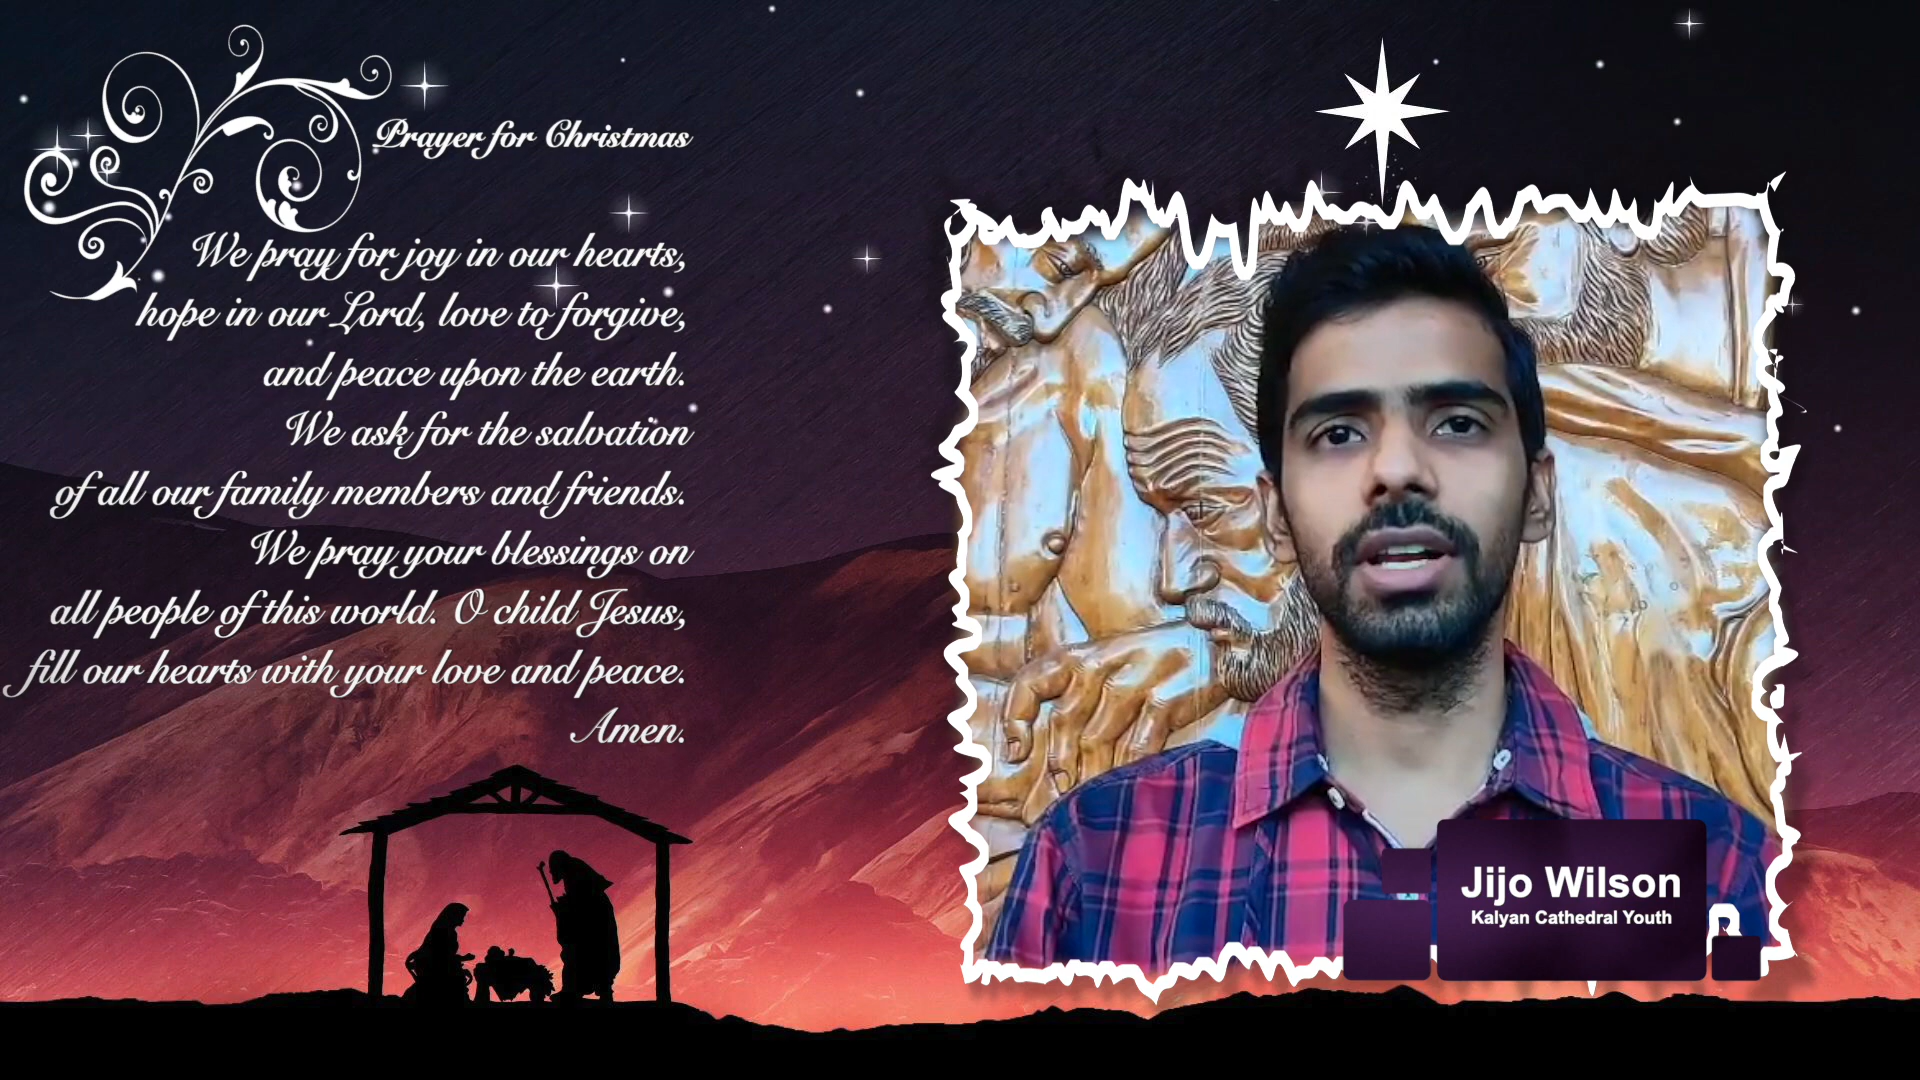 Prayer for Christmas
We pray for joy in our hearts,
hope in our Lord, love to forgive,
and peace upon the earth.
We ask for the salvation
of all our family members and friends.
We pray your blessings on
all people of this world. O child Jesus,
fill our hearts with your love and peace.
Amen.
Jijo Wilson
Kalyan Cathedral Youth